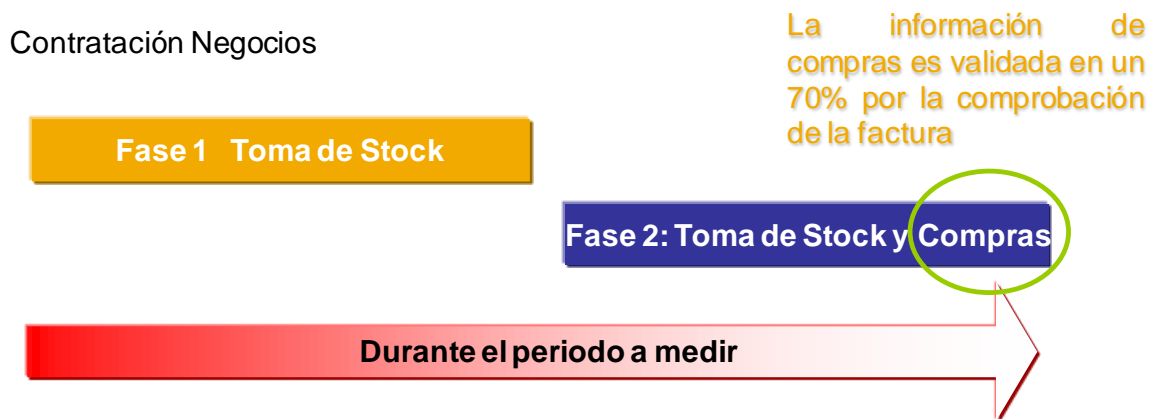 Contratación Negocios
La información de
compras es validada en un
70% por la comprobación
de la factura
Fase 1 Toma de Stock
Fase 2: Toma de Stock y Compras
Durante el periodo a medir